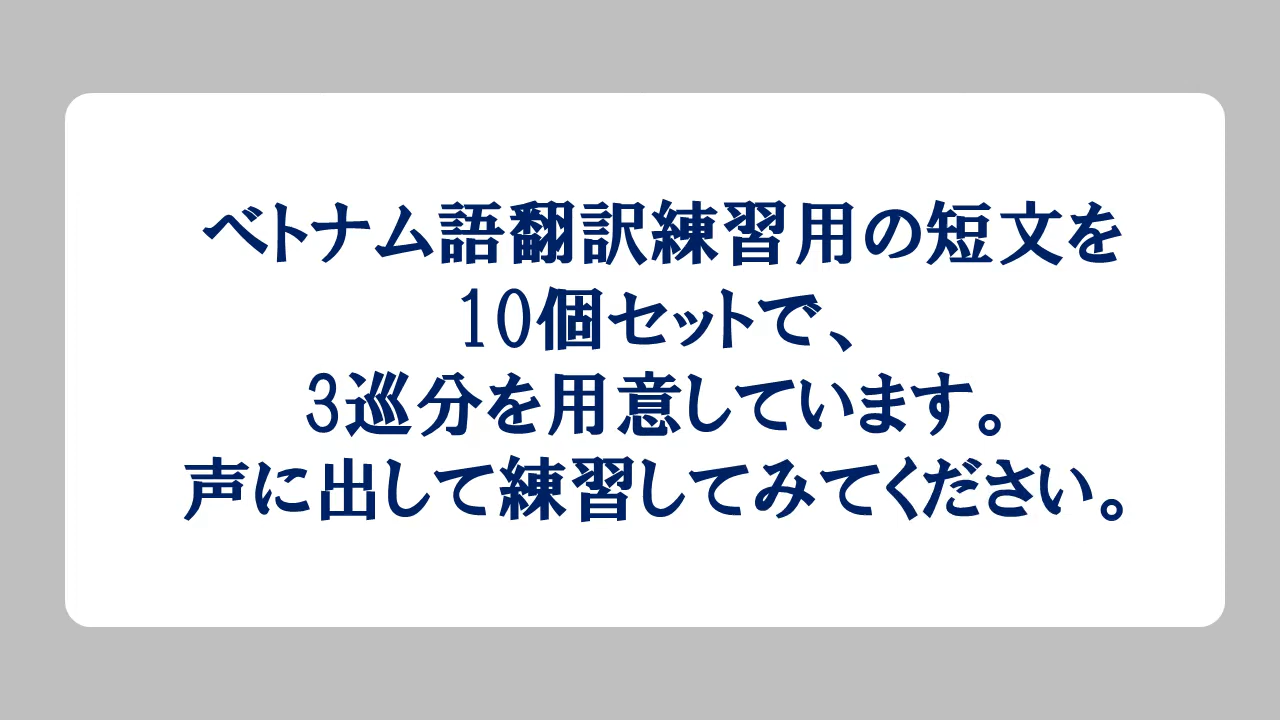 ベトナム語翻訳練習用の短文を
10個セットで、
3巡分を用意しています。
声に出して練習してみてください。